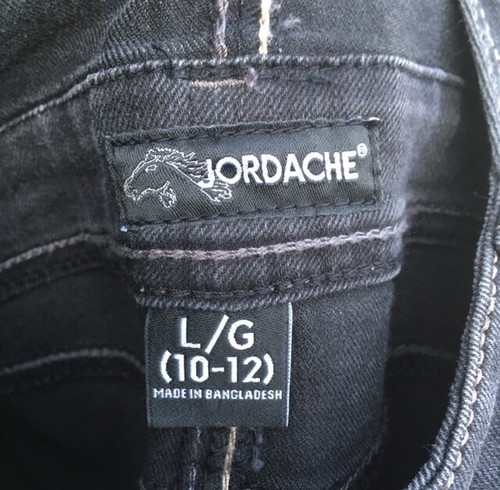 JORDACHE®
L/G
(10-12)
MADE IN BANGLADESH